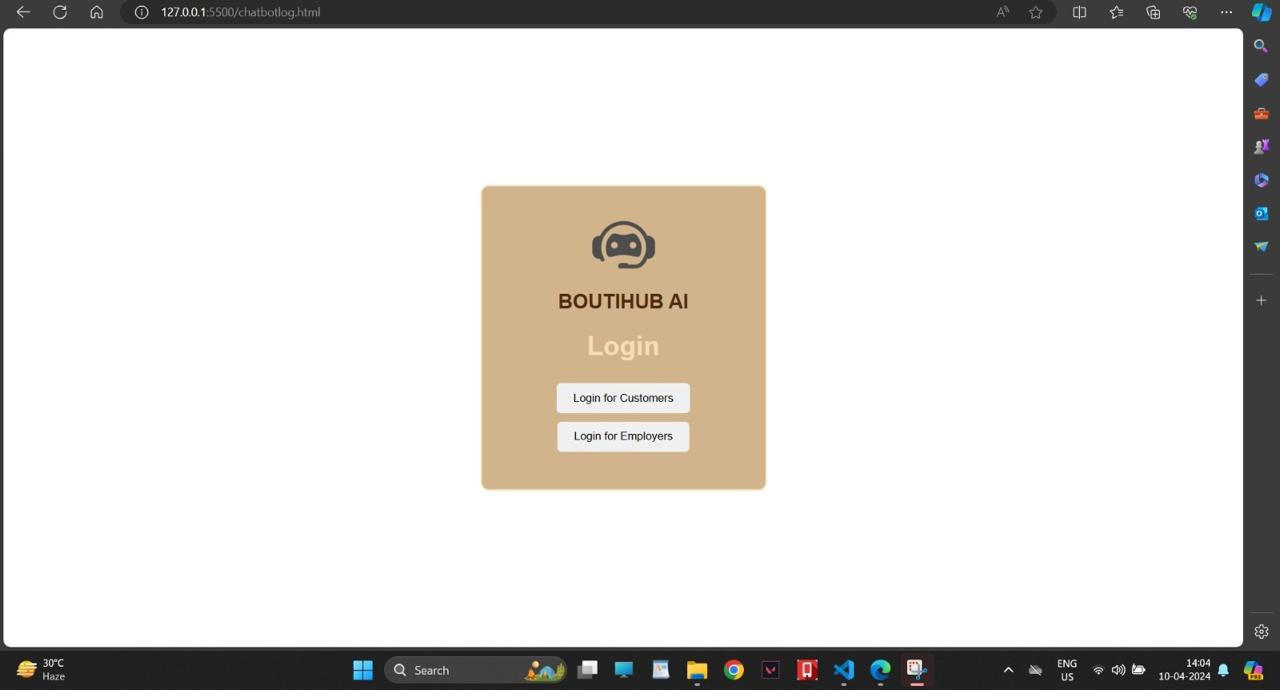 127.0.0.1:5500/chatbotlog.html
BOUTIHUB AI
Login
Login for Customers
Login for Employers
30°C
Haze
Search
ENG
US
14:04
10-04-2024